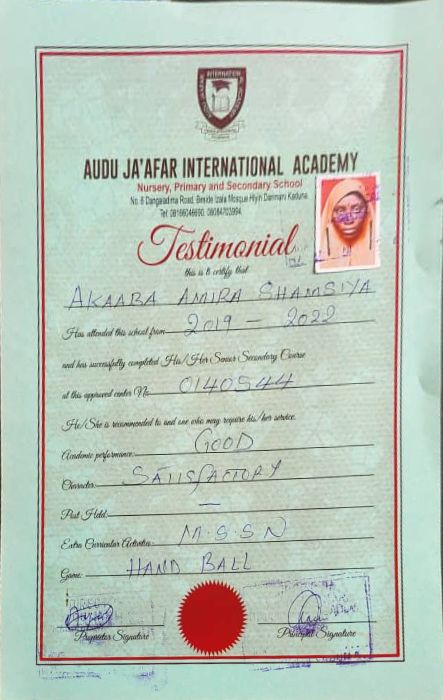 AUDU JA'AFAR INTERNATIONAL ACADEMY
Nursery, Primary and Secondary School
No. 8 Dangaladima Road, Beside Izala Mosque Hiyin Danmani Kaduna
Tel: 08166046690, 08084703994
Testimonial
this is to certify that
AKAABA AMIRA SHAMSIYA
Has attended this school from 2019 - 2022
and has successfully completed His/Her Senior Secondary Course
at this approved center No. 0140544
He/She is recommended to and one who may require his/her service.
Academic performance: GOOD
Character: SATISFACTORY
Post Held: —
Extra Curricular Activities: M.S.S.N
Game: HAND BALL
Proprietor Signature Principal Signature